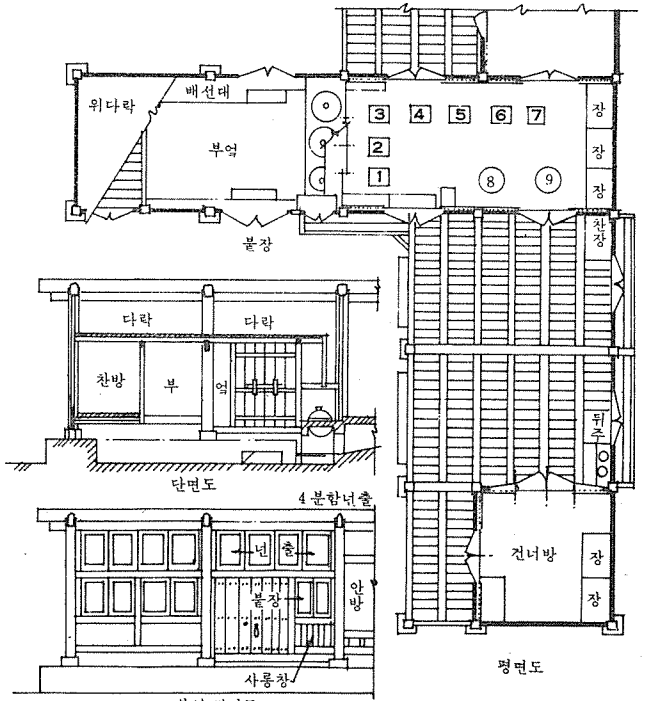 위다락
배선대
부엌
3 4 5 6 7
2
1
8 9
장
장
장
찬장
붙장
다락 다락
찬방 부 엌
뒤주
단면도
4분합넌출
넌 출
건너방
장
장
붙장
안방
사롱창
평면도